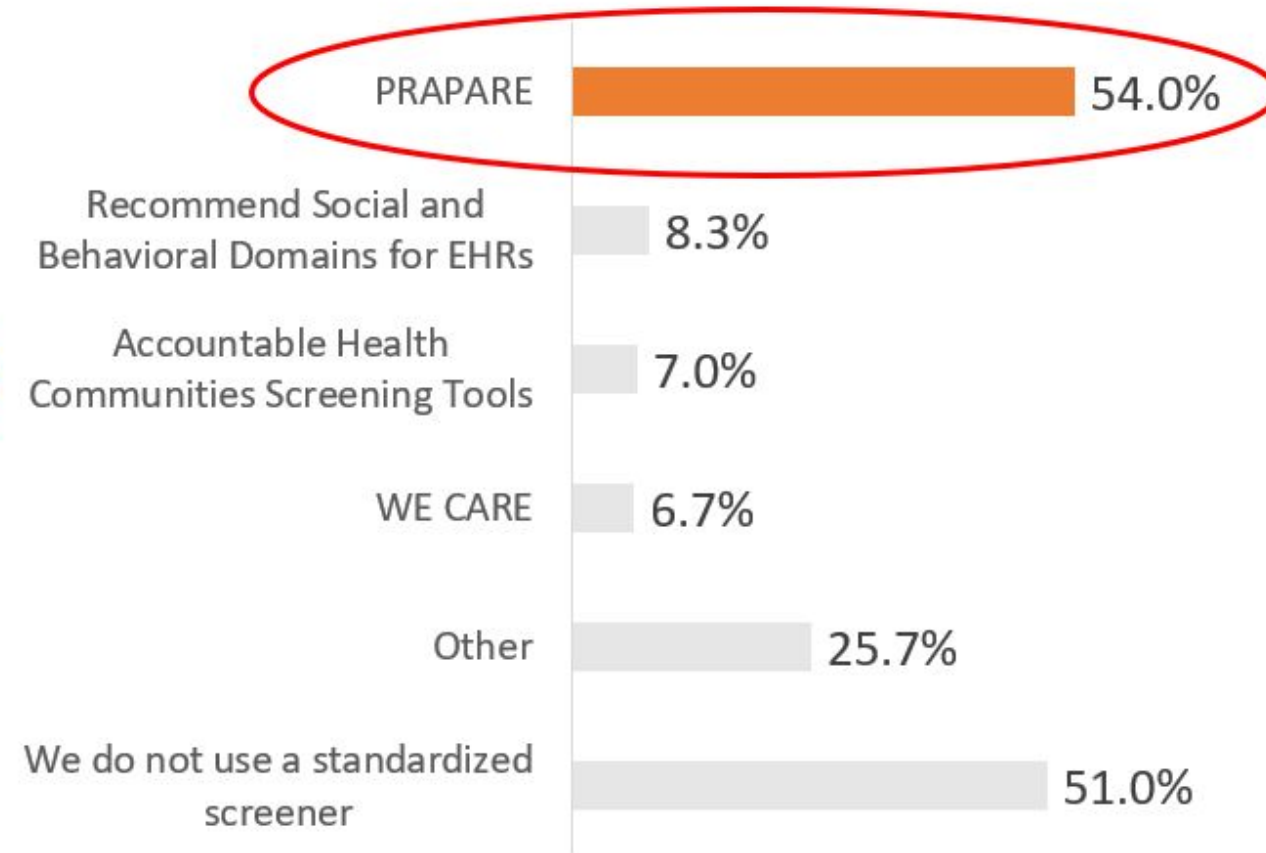 PRAPARE 54.0%
Recommend Social and
Behavioral Domains for EHRs 8.3%
Accountable Health
Communities Screening Tools 7.0%
WE CARE 6.7%
Other 25.7%
We do not use a standardized
screener 51.0%